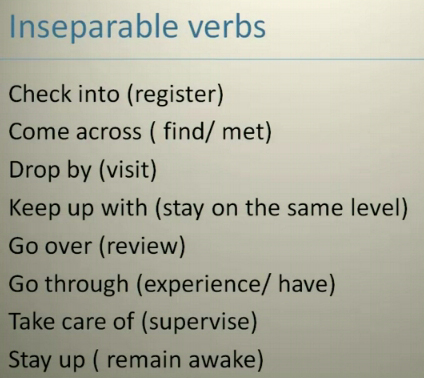 Inseparable verbs
Check into (register)
Come across ( find/ met)
Drop by (visit)
Keep up with (stay on the same level)
Go over (review)
Go through (experience/ have)
Take care of (supervise)
Stay up ( remain awake)